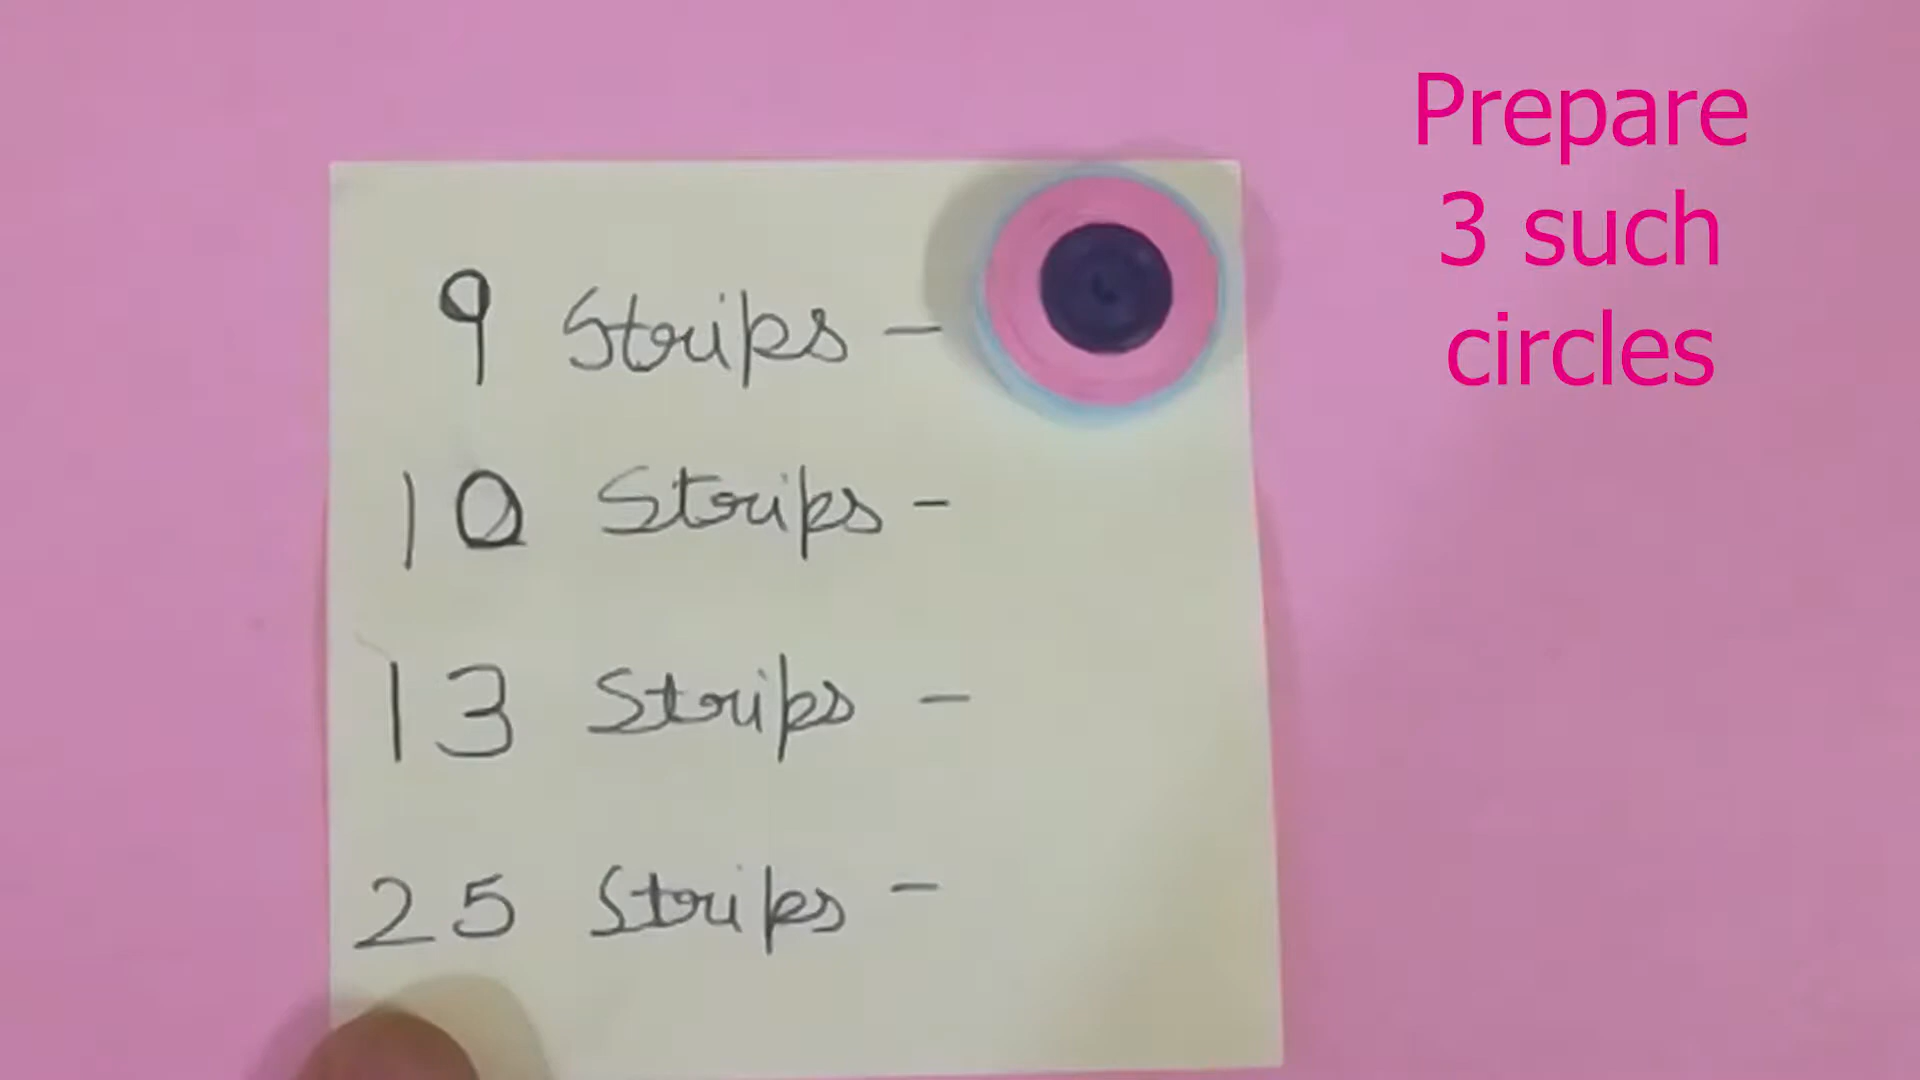 9 Strips -
10 Strips -
13 Strips -
25 Strips -
Prepare
3 such
circles